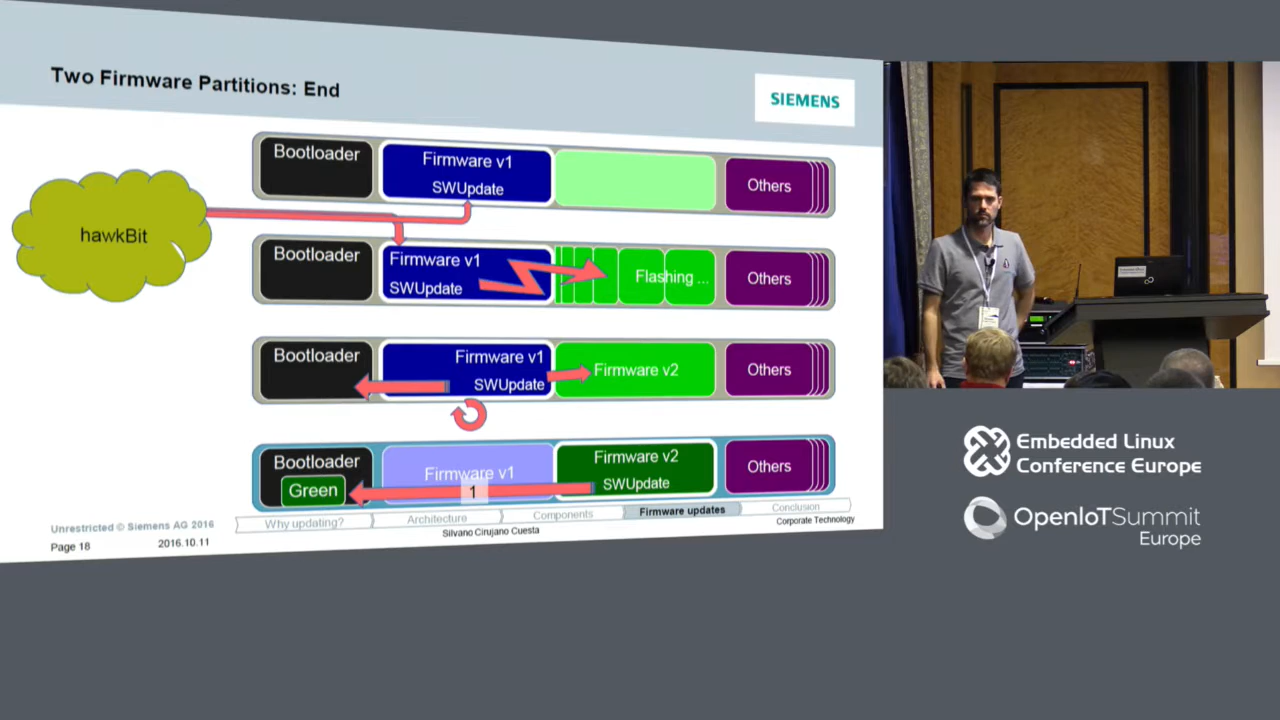 Two Firmware Partitions: End
SIEMENS
hawkBit
Bootloader
Firmware v1
SWUpdate
Others
Bootloader
Firmware v1
SWUpdate
Flashing ...
Others
Bootloader
Firmware v1
SWUpdate
Firmware v2
Others
Bootloader
Green
Firmware v1
1
Firmware v2
SWUpdate
Others
Why updating?
Architecture
Components
Firmware updates
Conclusion
Unrestricted © Siemens AG 2016
Page 18
2016.10.11
Silvano Cirujano Cuesta
Corporate Technology
Embedded Linux
Conference Europe
OpenIoTSummit
Europe